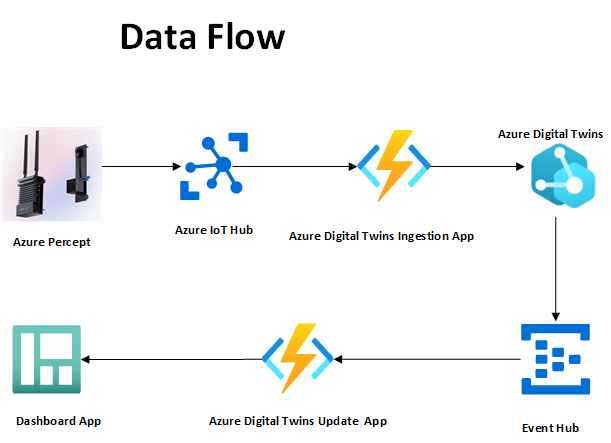 Data Flow
Azure Digital Twins
Azure Percept
Azure IoT Hub
Azure Digital Twins Ingestion App
Dashboard App
Azure Digital Twins Update App
Event Hub